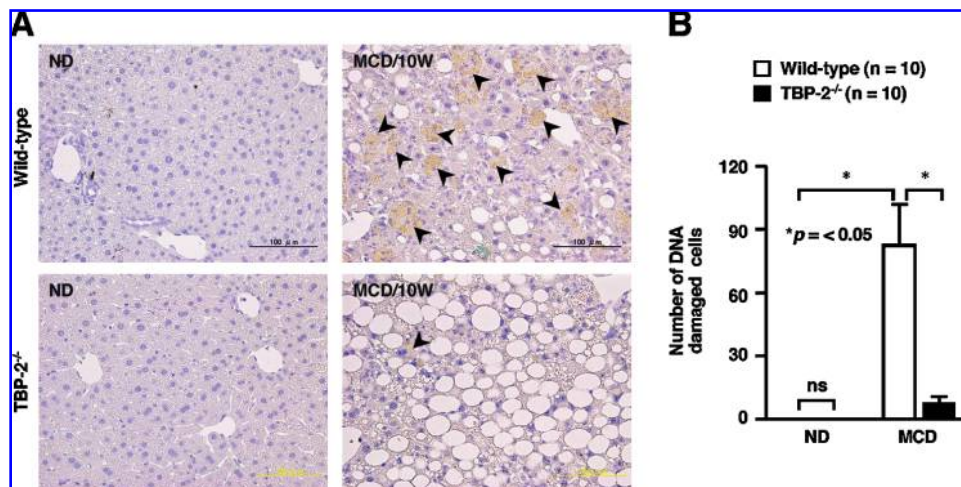 A
ND
MCD/10W
Wild-type
100 μm
100 μm
ND
MCD/10W
TBP-2-/-
B
Wild-type (n = 10)
TBP-2-/- (n = 10)
Number of DNA
damaged cells
120
90
60
30
0
*
*
*p = < 0.05
ns
ND
MCD